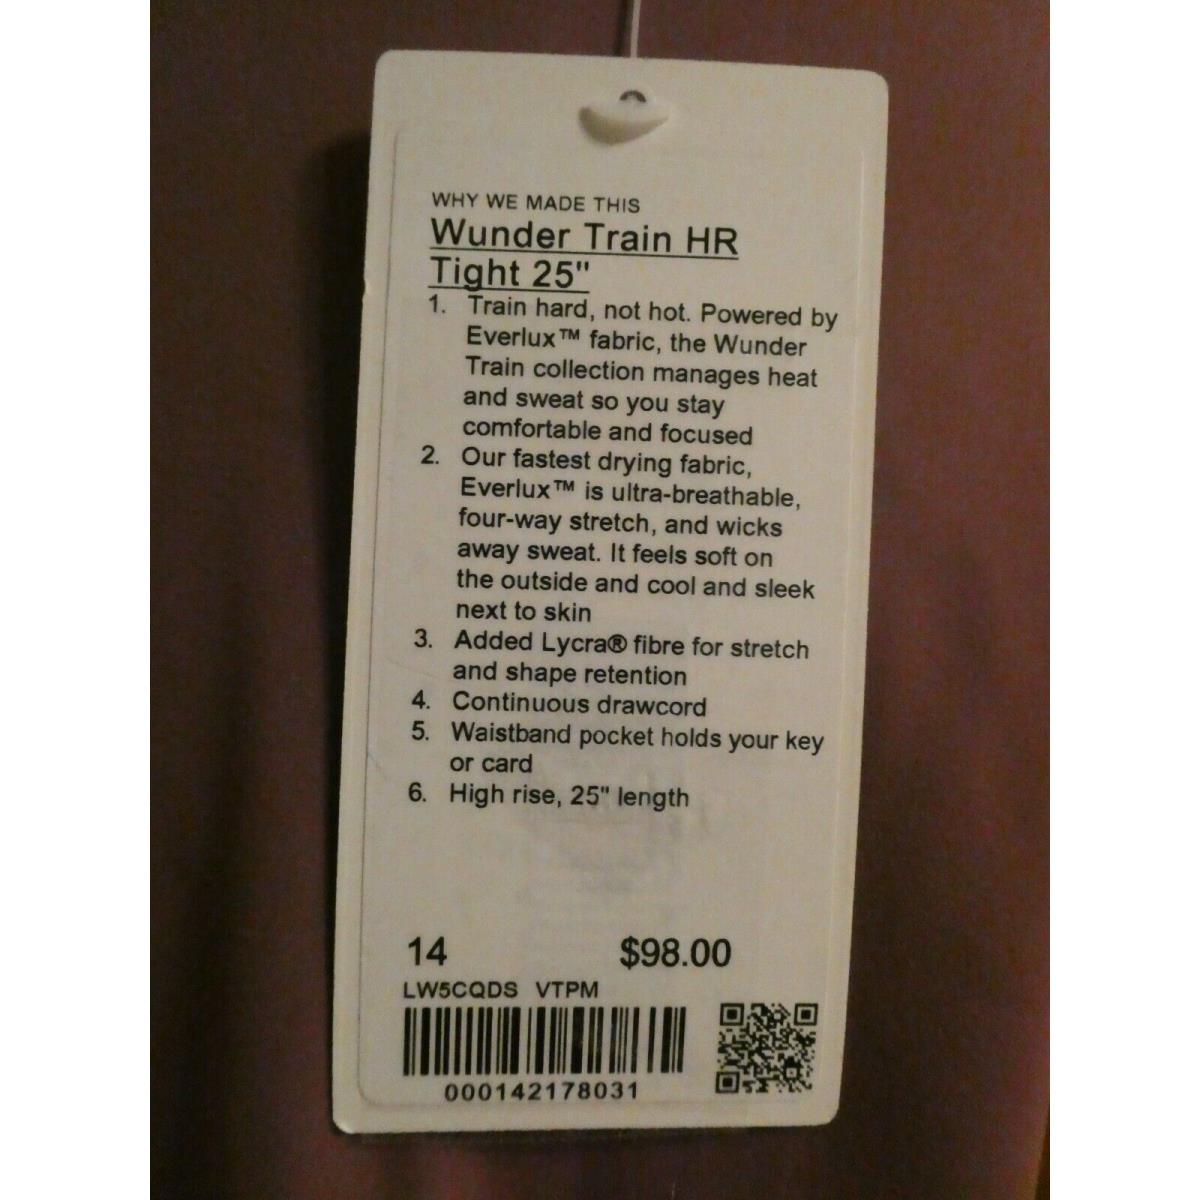 WHY WE MADE THIS
Wunder Train HR
Tight 25"
1. Train hard, not hot. Powered by
Everlux™ fabric, the Wunder
Train collection manages heat
and sweat so you stay
comfortable and focused
2. Our fastest drying fabric,
Everlux™ is ultra-breathable,
four-way stretch, and wicks
away sweat. It feels soft on
the outside and cool and sleek
next to skin
3. Added Lycra® fibre for stretch
and shape retention
4. Continuous drawcord
5. Waistband pocket holds your key
or card
6. High rise, 25" length
14 $98.00
LW5CQDS VTPM
000142178031